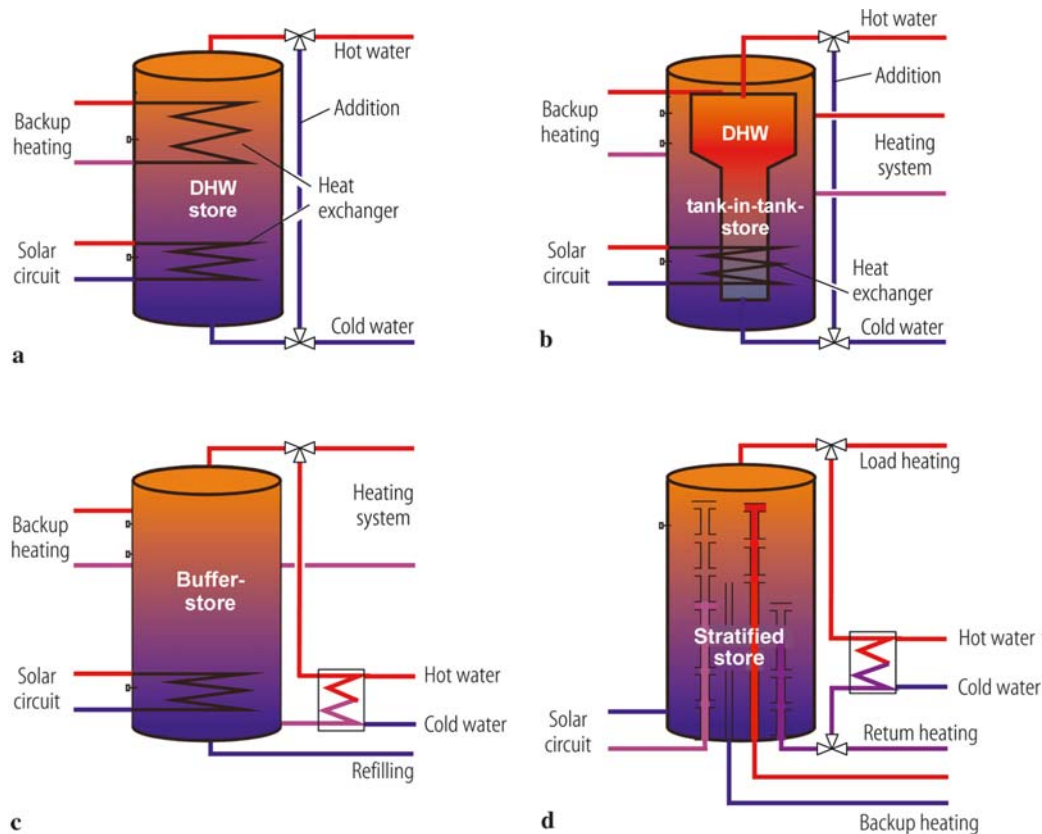 Hot water
Addition
Backup
heating
DHW
store
Heat
exchanger
Solar
circuit
Cold water
a
Hot water
Addition
DHW
Heating
system
tank-in-tank-
store
Heat
exchanger
Solar
circuit
Cold water
b
Heating
system
Backup
heating
Buffer-
store
Solar
circuit
Hot water
Cold water
Refilling
c
Load heating
Stratified
store
Hot water
Cold water
Solar
circuit
Retum heating
Backup heating
d